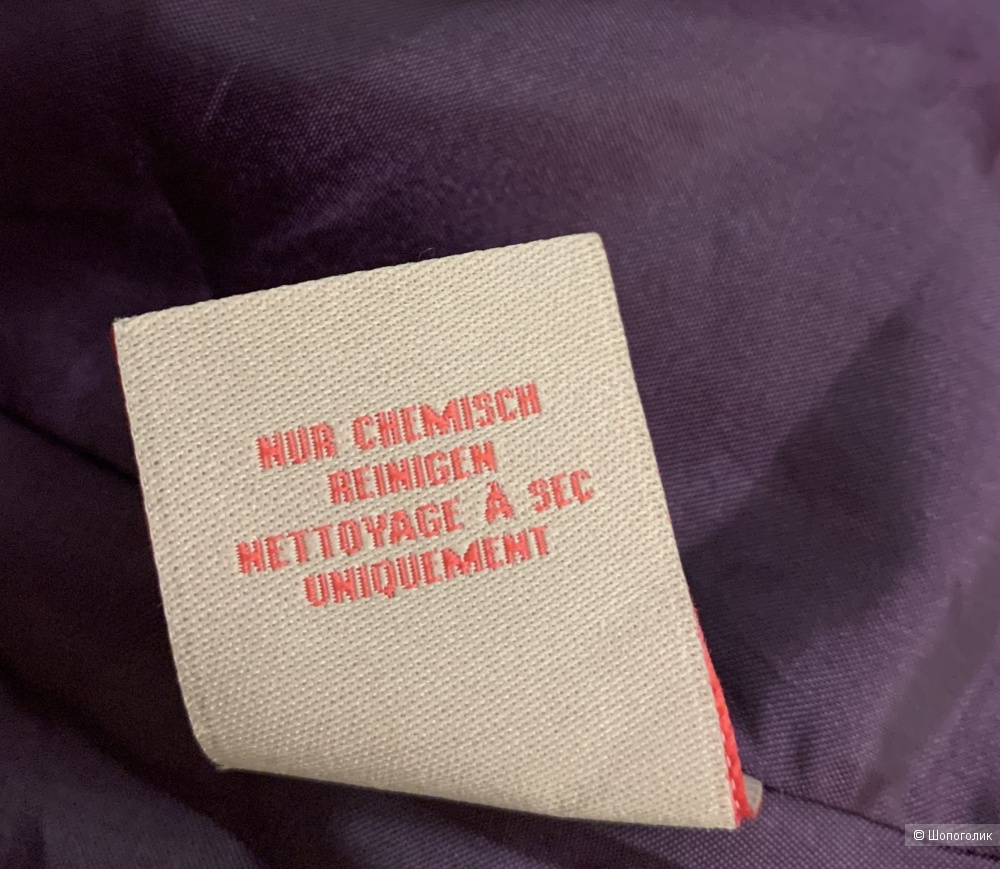 NUR CHEMISCH
REINIGEN
NETTOYAGE À SEC
UNIQUEMENT
© Шопоголик